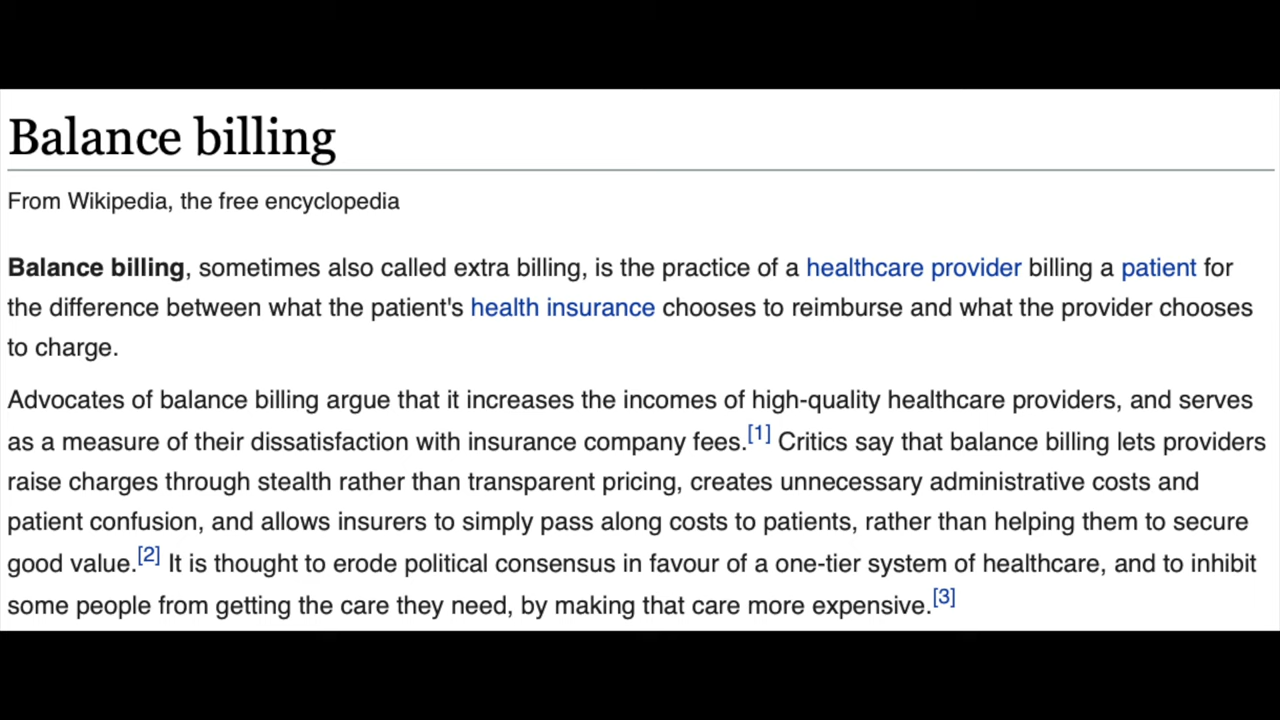 Balance billing
From Wikipedia, the free encyclopedia
Balance billing, sometimes also called extra billing, is the practice of a healthcare provider billing a patient for
the difference between what the patient's health insurance chooses to reimburse and what the provider chooses
to charge.
Advocates of balance billing argue that it increases the incomes of high-quality healthcare providers, and serves
as a measure of their dissatisfaction with insurance company fees.[1] Critics say that balance billing lets providers
raise charges through stealth rather than transparent pricing, creates unnecessary administrative costs and
patient confusion, and allows insurers to simply pass along costs to patients, rather than helping them to secure
good value.[2] It is thought to erode political consensus in favour of a one-tier system of healthcare, and to inhibit
some people from getting the care they need, by making that care more expensive.[3]